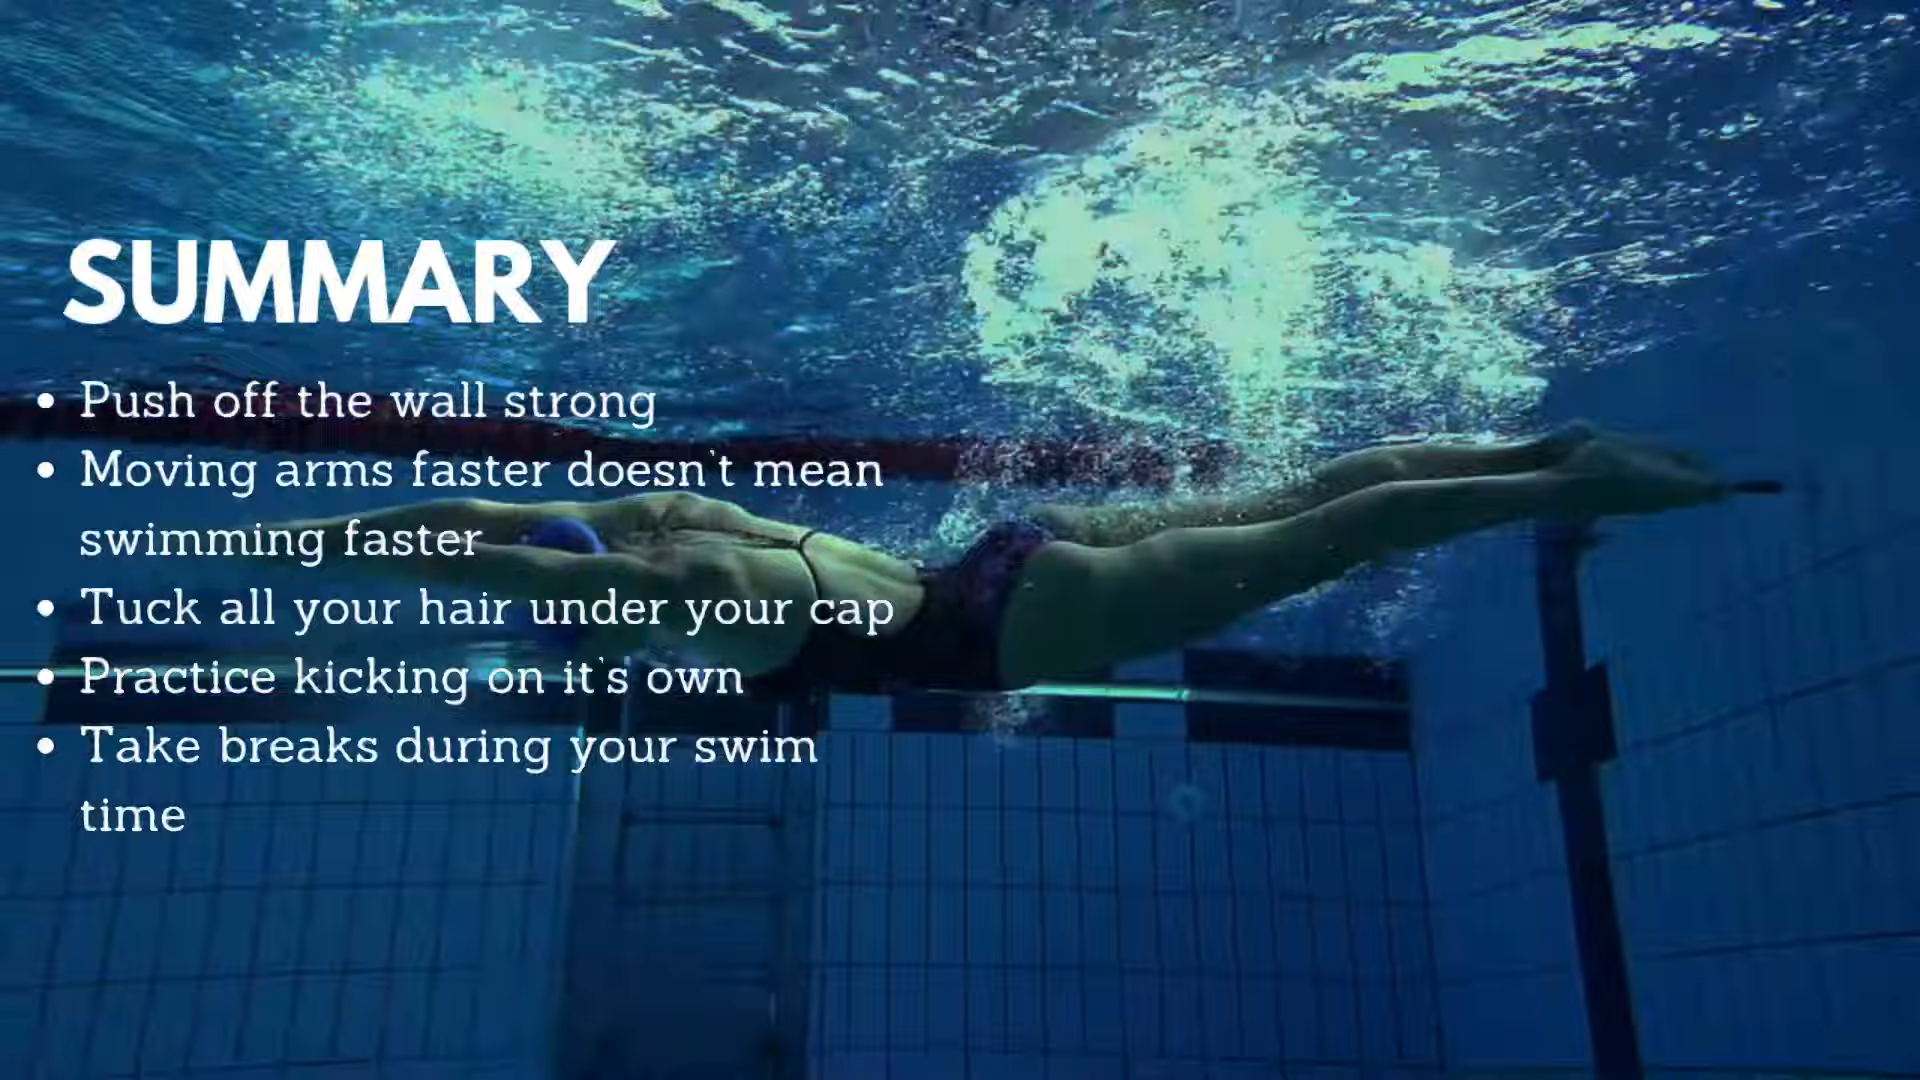 SUMMARY
• Push off the wall strong
• Moving arms faster doesn't mean
swimming faster
• Tuck all your hair under your cap
• Practice kicking on it's own
• Take breaks during your swim
time